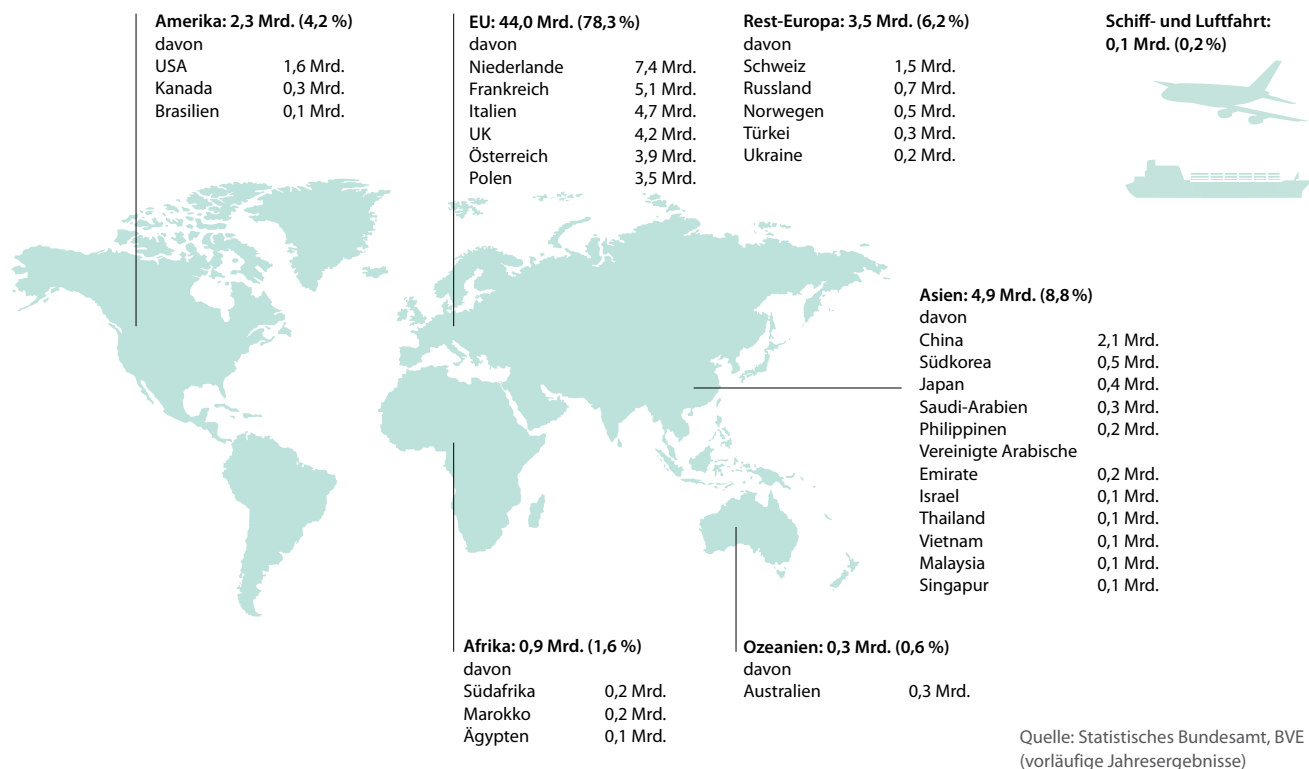 Amerika: 2,3 Mrd. (4,2 %)
davon
USA 1,6 Mrd.
Kanada 0,3 Mrd.
Brasilien 0,1 Mrd.
EU: 44,0 Mrd. (78,3 %)
davon
Niederlande 7,4 Mrd.
Frankreich 5,1 Mrd.
Italien 4,7 Mrd.
UK 4,2 Mrd.
Österreich 3,9 Mrd.
Polen 3,5 Mrd.
Rest-Europa: 3,5 Mrd. (6,2 %)
davon
Schweiz 1,5 Mrd.
Russland 0,7 Mrd.
Norwegen 0,5 Mrd.
Türkei 0,3 Mrd.
Ukraine 0,2 Mrd.
Schiff- und Luftfahrt:
0,1 Mrd. (0,2 %)
Asien: 4,9 Mrd. (8,8 %)
davon
China 2,1 Mrd.
Südkorea 0,5 Mrd.
Japan 0,4 Mrd.
Saudi-Arabien 0,3 Mrd.
Philippinen 0,2 Mrd.
Vereinigte Arabische
Emirate 0,2 Mrd.
Israel 0,1 Mrd.
Thailand 0,1 Mrd.
Vietnam 0,1 Mrd.
Malaysia 0,1 Mrd.
Singapur 0,1 Mrd.
Afrika: 0,9 Mrd. (1,6 %)
davon
Südafrika 0,2 Mrd.
Marokko 0,2 Mrd.
Ägypten 0,1 Mrd.
Ozeanien: 0,3 Mrd. (0,6 %)
davon
Australien 0,3 Mrd.
Quelle: Statistisches Bundesamt, BVE
(vorläufige Jahresergebnisse)